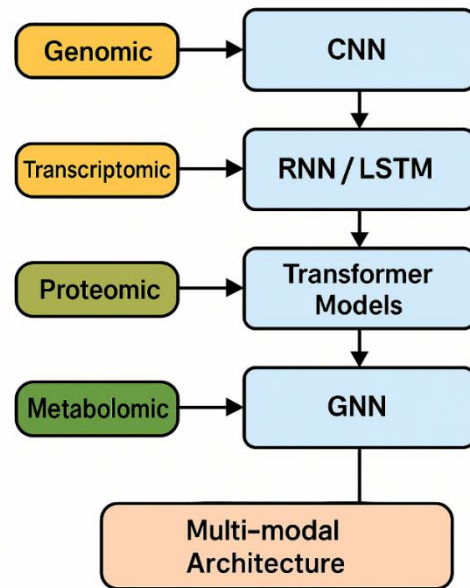 Genomic
CNN
Transcriptomic
RNN / LSTM
Proteomic
Transformer
Models
Metabolomic
GNN
Multi-modal
Architecture